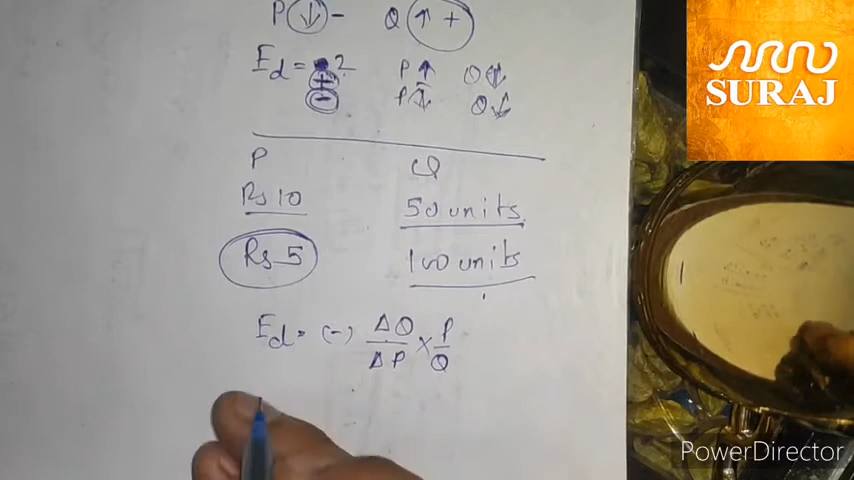 P ↓ - Q ↑ +
Ed = 2
+
-
P ↑ Q ↓
P ↓ Q ↓
P Q
Rs 10 50 units
Rs 5 100 units
Ed = (-) ΔQ/ΔP × P/Q
SURAJ
PowerDirector